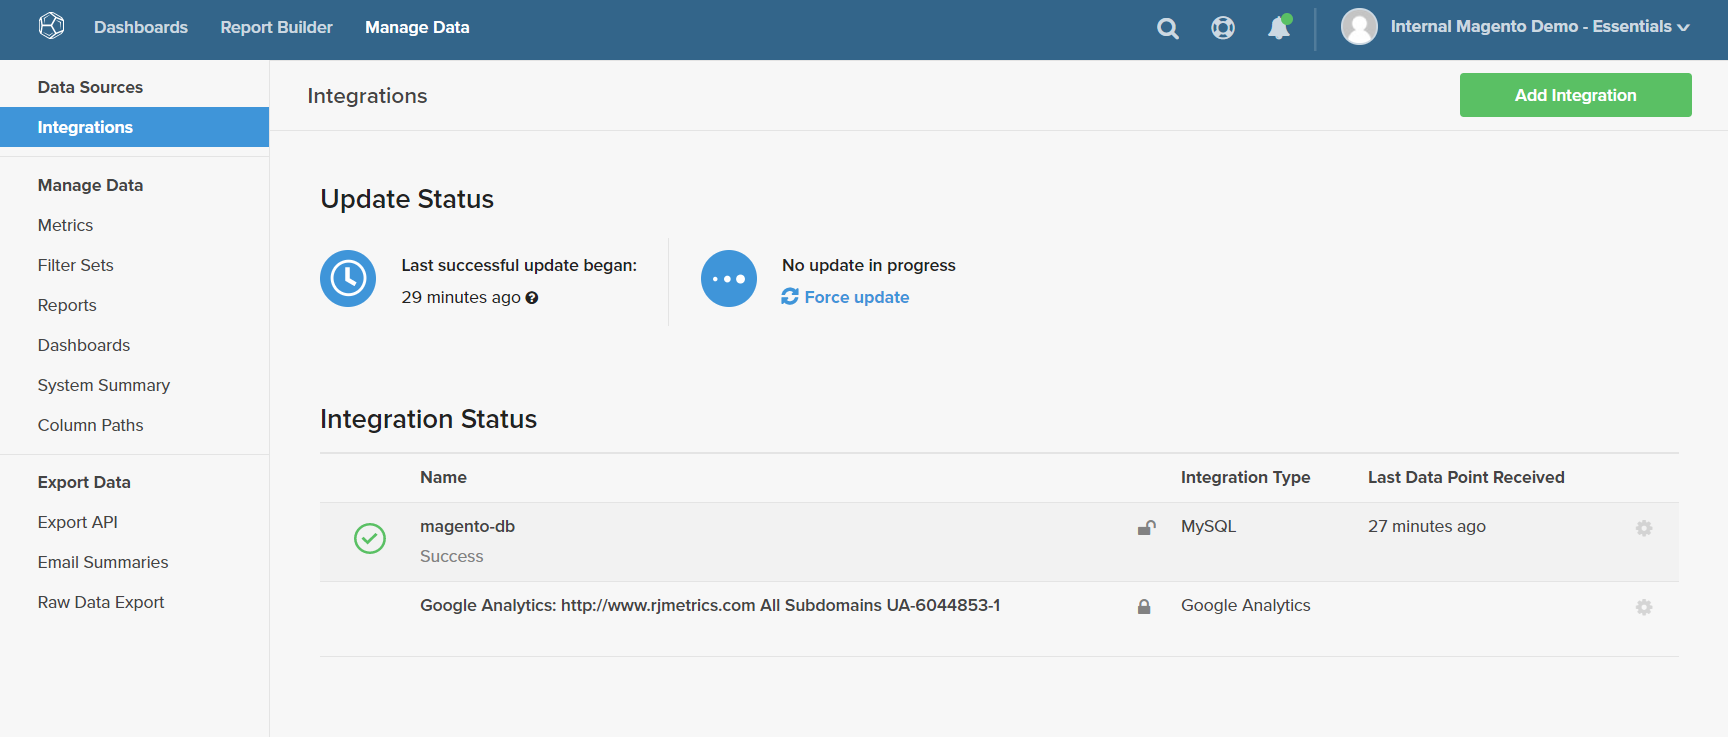 Dashboards Report Builder Manage Data Internal Magento Demo - Essentials
Data Sources
Integrations
Manage Data
Metrics
Filter Sets
Reports
Dashboards
System Summary
Column Paths
Export Data
Export API
Email Summaries
Raw Data Export
Integrations Add Integration
Update Status
Last successful update began:
29 minutes ago ?
No update in progress
Force update
Integration Status
Name Integration Type Last Data Point Received
magento-db MySQL 27 minutes ago
Success
Google Analytics: http://www.rjmetrics.com All Subdomains UA-6044853-1 Google Analytics